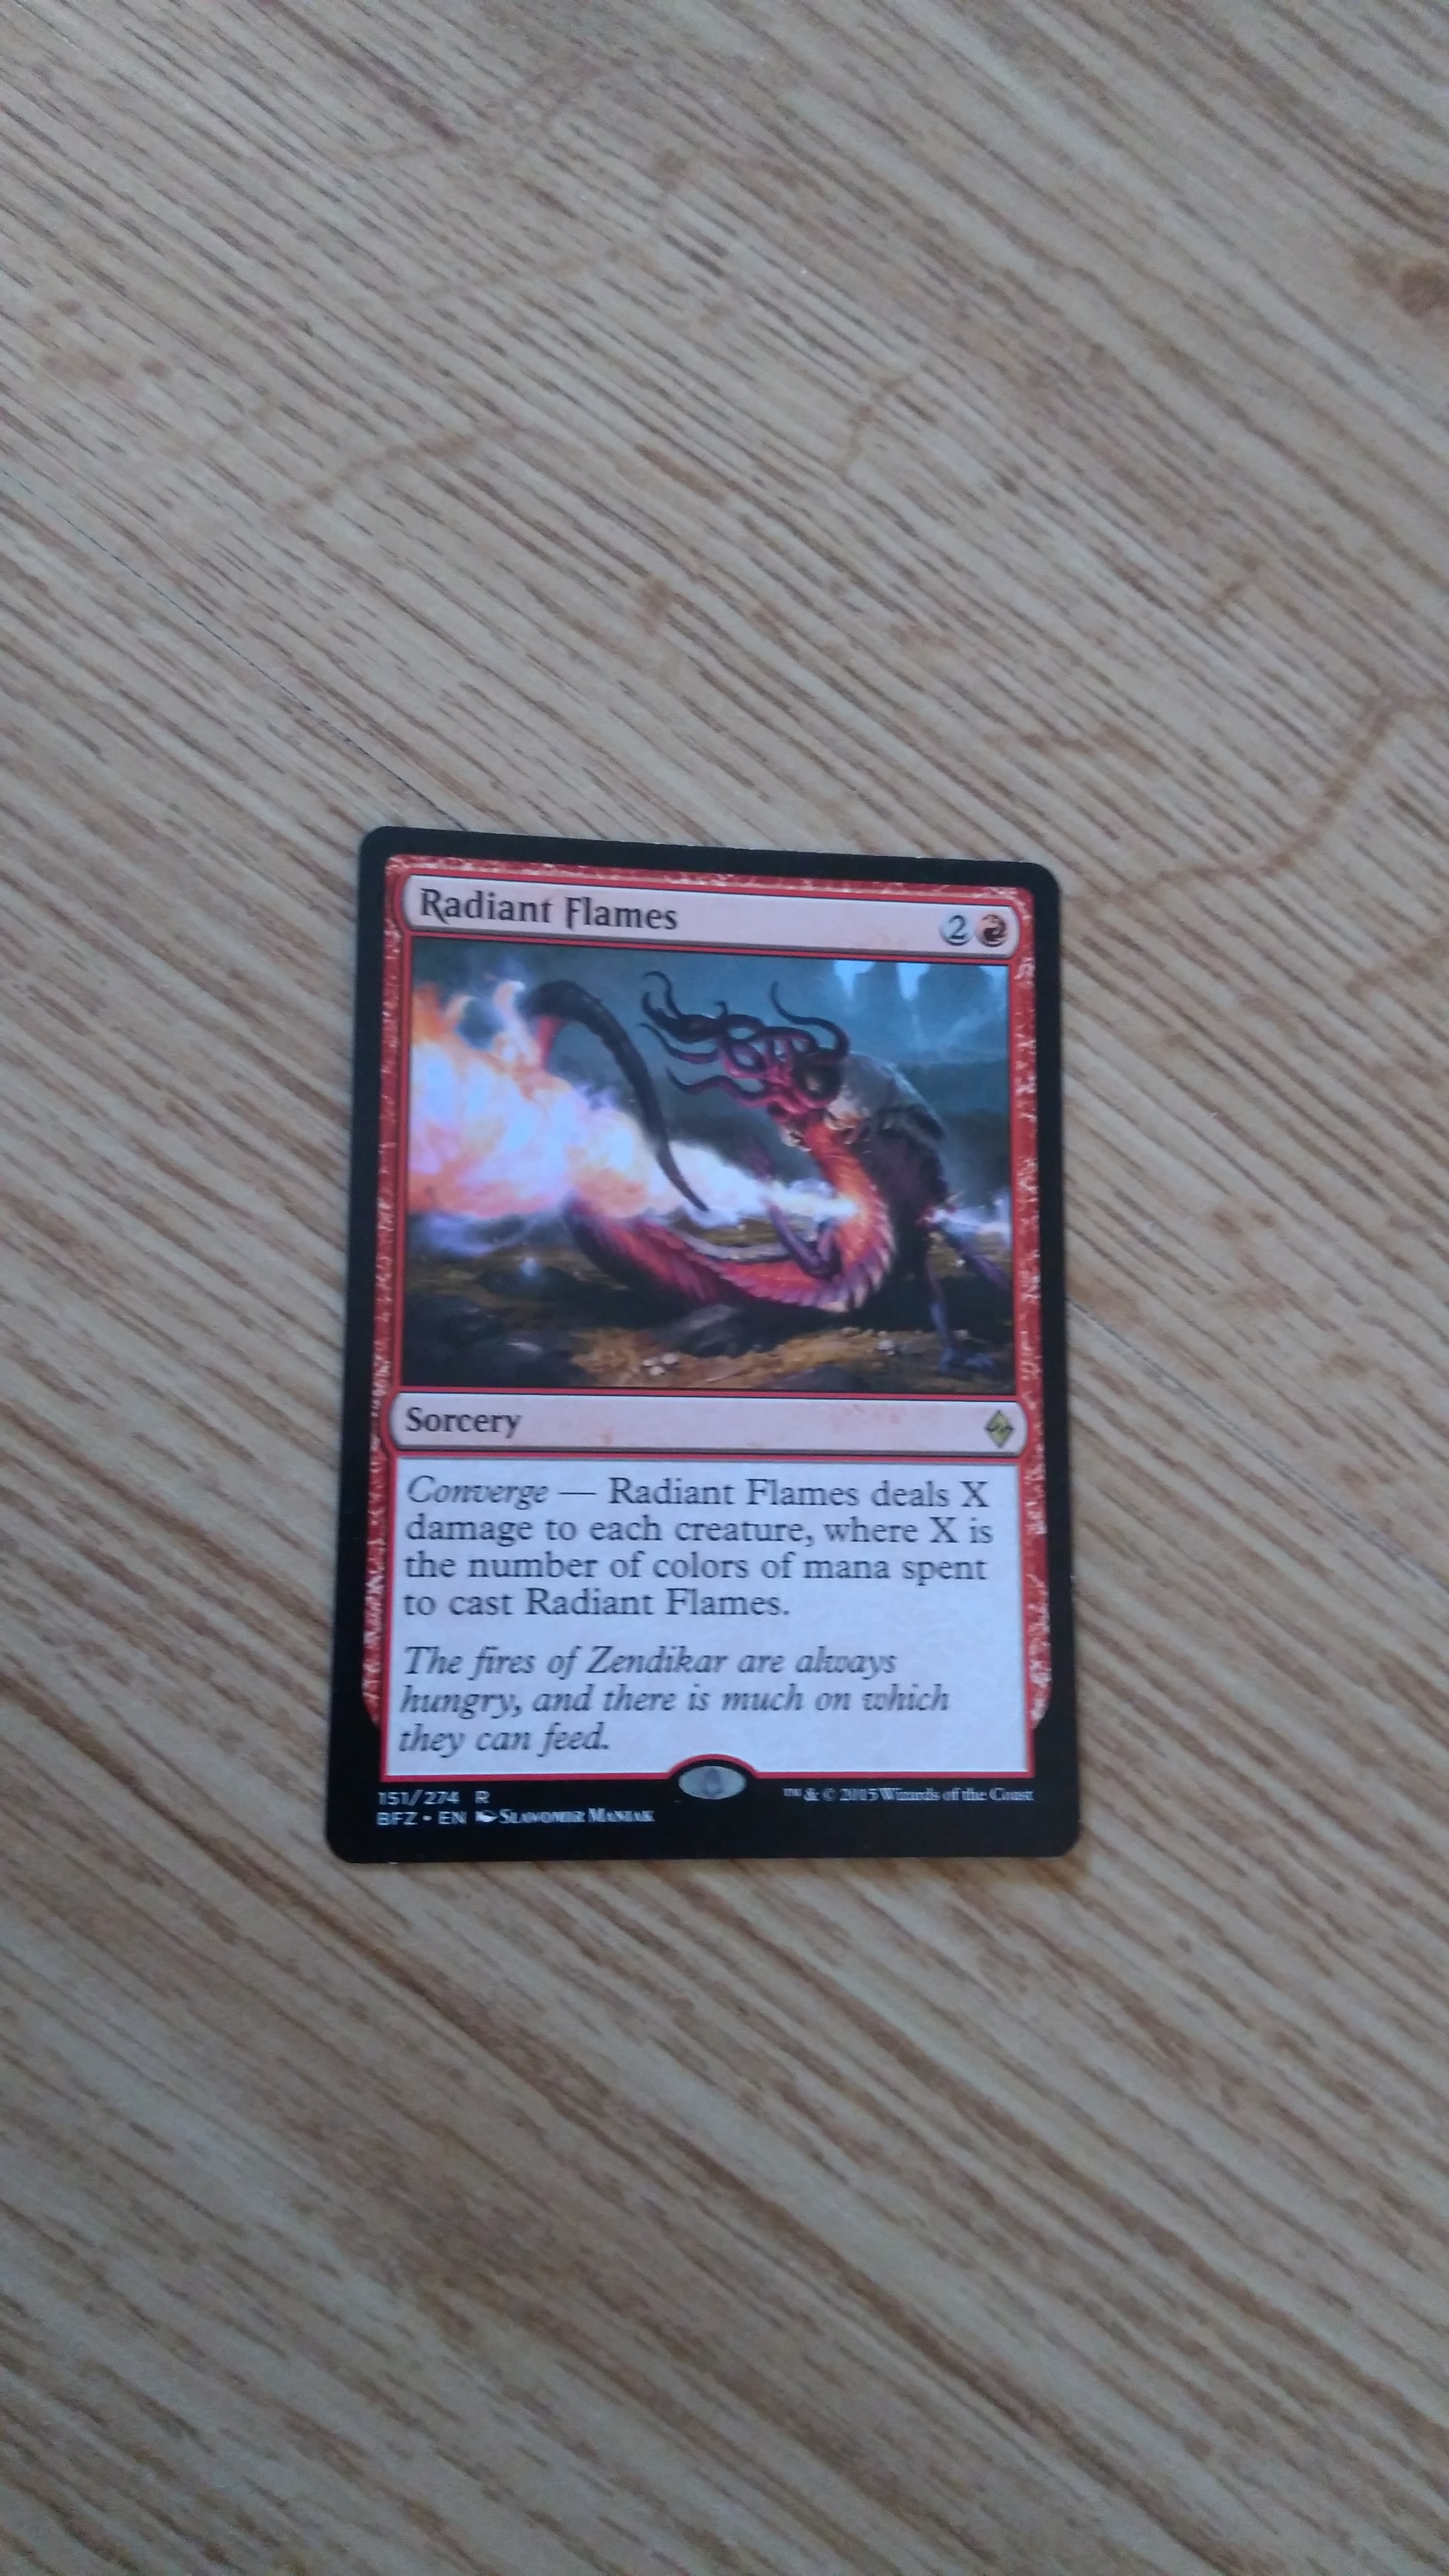 Radiant Flames 2
Sorcery
Converge — Radiant Flames deals X
damage to each creature, where X is
the number of colors of mana spent
to cast Radiant Flames.
The fires of Zendikar are always
hungry, and there is much on which
they can feed.
151/274 R
BFZ • EN Slawomir Maniak
™ & © 2015 Wizards of the Coast